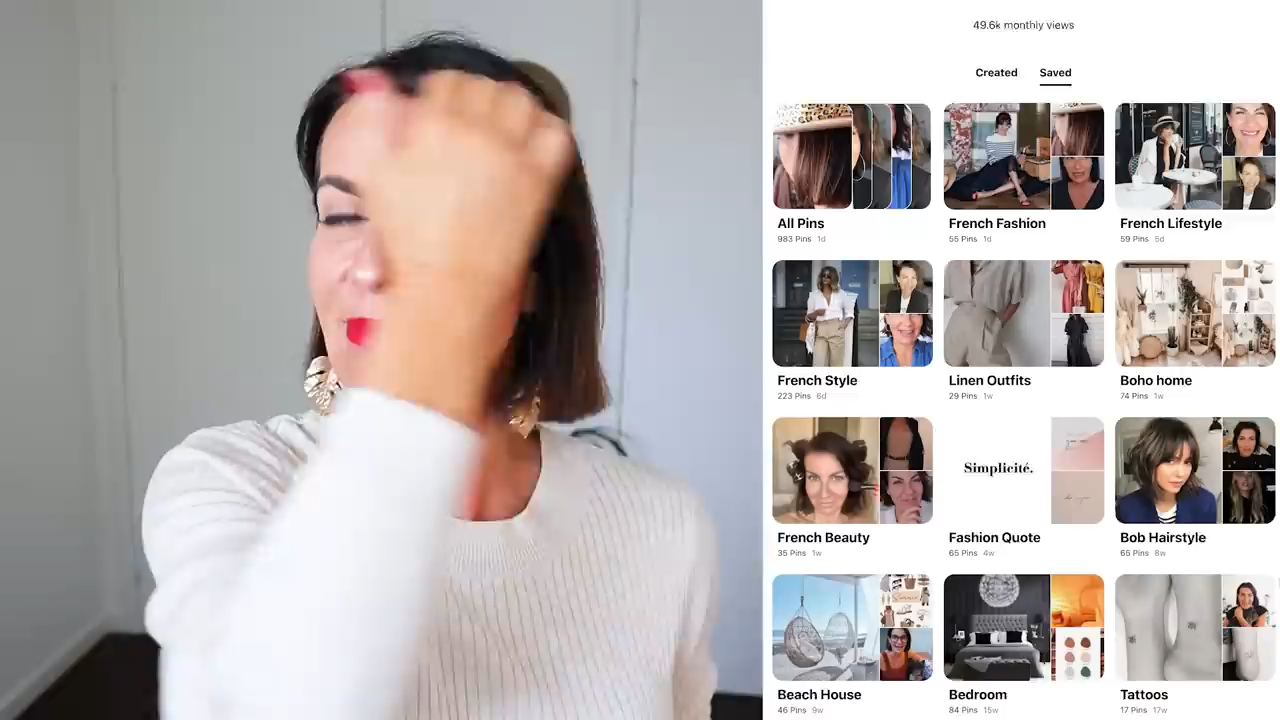 49.6k monthly views
Created Saved
All Pins
983 Pins 1d
French Fashion
55 Pins 1d
French Lifestyle
59 Pins 5d
French Style
223 Pins 6d
Linen Outfits
29 Pins 1w
Boho home
74 Pins 1w
Simplicité.
French Beauty
35 Pins 1w
Fashion Quote
65 Pins 4w
Bob Hairstyle
65 Pins 8w
Beach House
46 Pins 9w
Bedroom
84 Pins 15w
Tattoos
17 Pins 17w